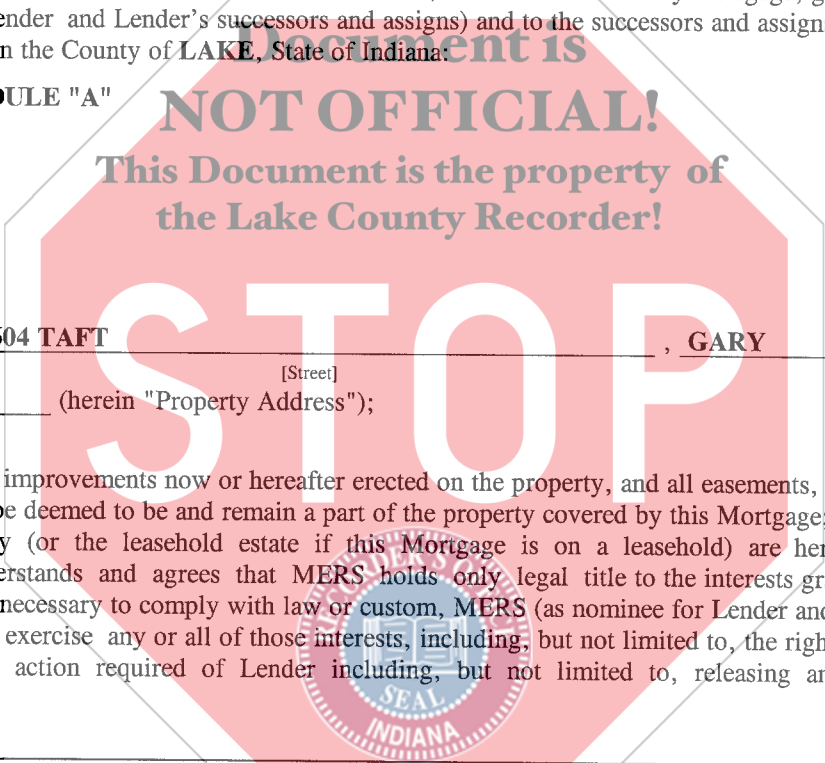 ender and Lender's successors and assigns) and to the successors and assign
n the County of LAKE, State of Indiana:
Document is
ULE "A"
NOT OFFICIAL!
This Document is the property of
the Lake County Recorder!
STOP
04 TAFT , GARY
[Street]
(herein "Property Address");
improvements now or hereafter erected on the property, and all easements,
be deemed to be and remain a part of the property covered by this Mortgage;
y (or the leasehold estate if this Mortgage is on a leasehold) are her
erstands and agrees that MERS holds only legal title to the interests gr
necessary to comply with law or custom, MERS (as nominee for Lender and
exercise any or all of those interests, including, but not limited to, the righ
action required of Lender including, but not limited to, releasing an
SEAL
INDIANA